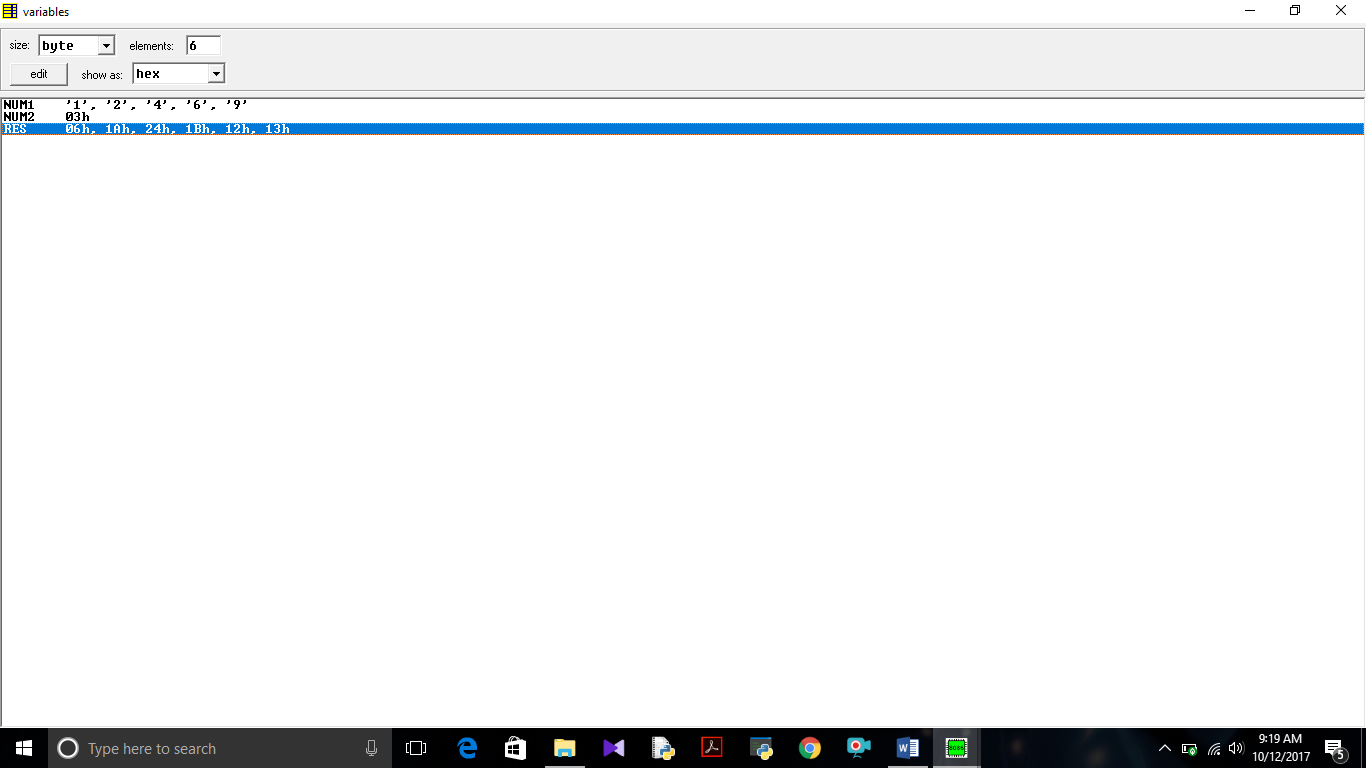 variables
size: byte elements: 6
edit show as: hex
NUM1 '1', '2', '4', '6', '9'
NUM2 03h
RES 06h, 1Ah, 24h, 1Bh, 12h, 13h
Type here to search
8086
9:19 AM
10/12/2017
5